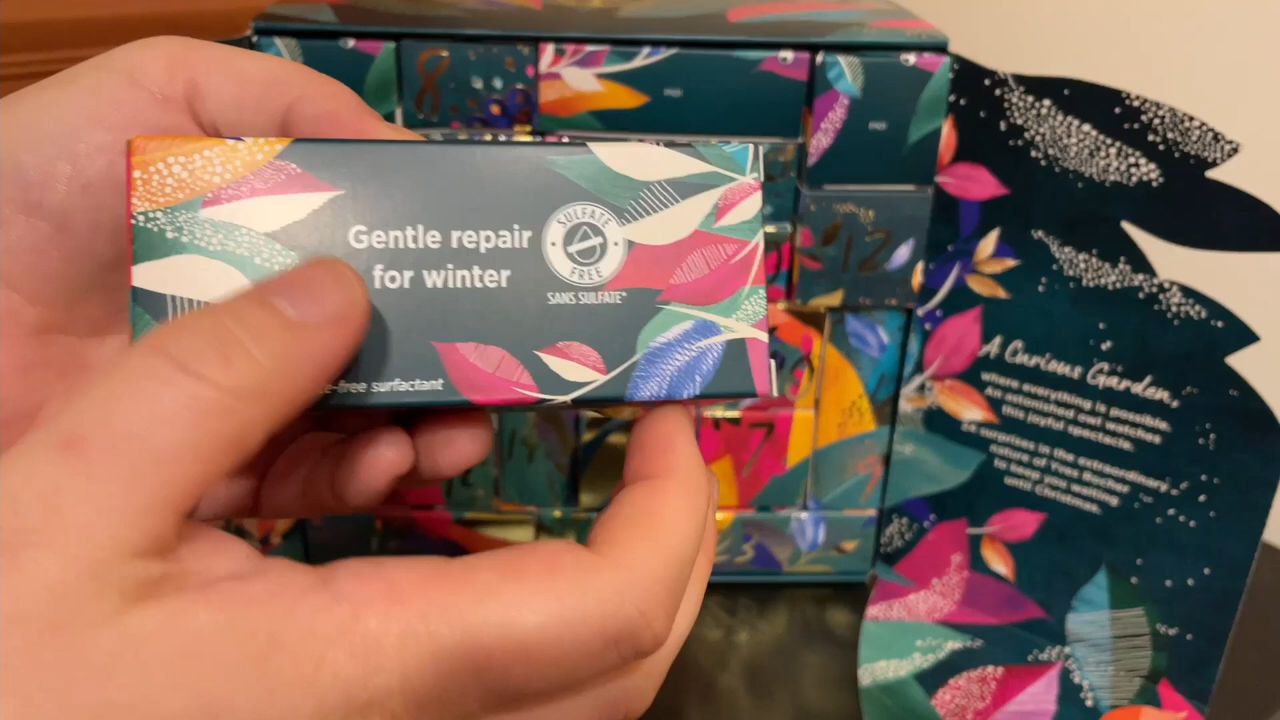 Gentle repair
for winter
SULFATE
FREE
SANS SULFATE*
-free surfactant
8
12
7
A Curious Garden,
where everything is possible.
An astonished owl watches
this joyful spectacle.
24 surprises in the extraordinary
nature of Yves Rocher
to keep you waiting
until Christmas.